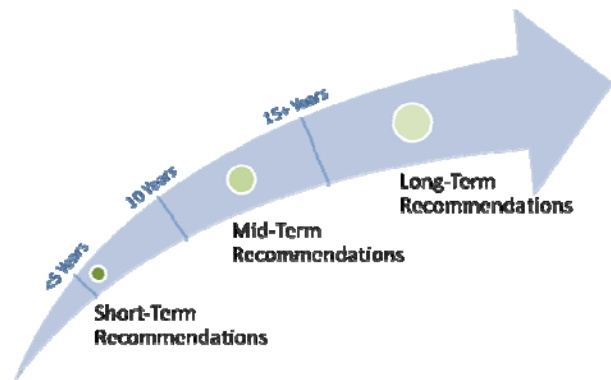 <5 Years
Short-Term
Recommendations
10 Years
Mid-Term
Recommendations
15+ Years
Long-Term
Recommendations